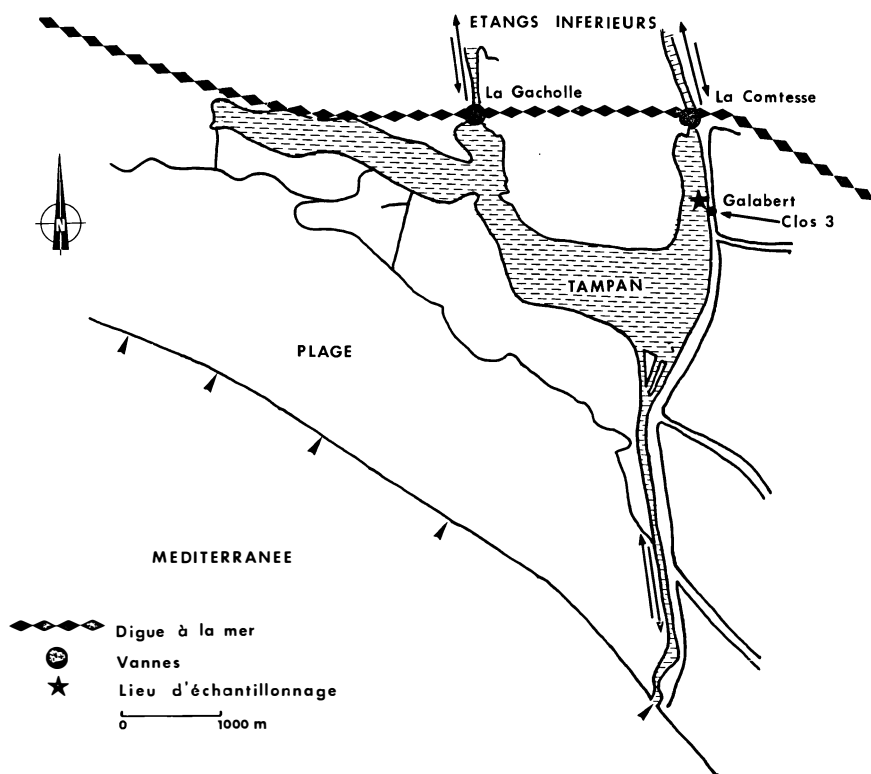 ETANGS INFERIEURS
La Gacholle
La Comtesse
Galabert
Clos 3
N
TAMPAN
PLAGE
MEDITERRANEE
Digue à la mer
Vannes
Lieu d'échantillonnage
0 1000 m